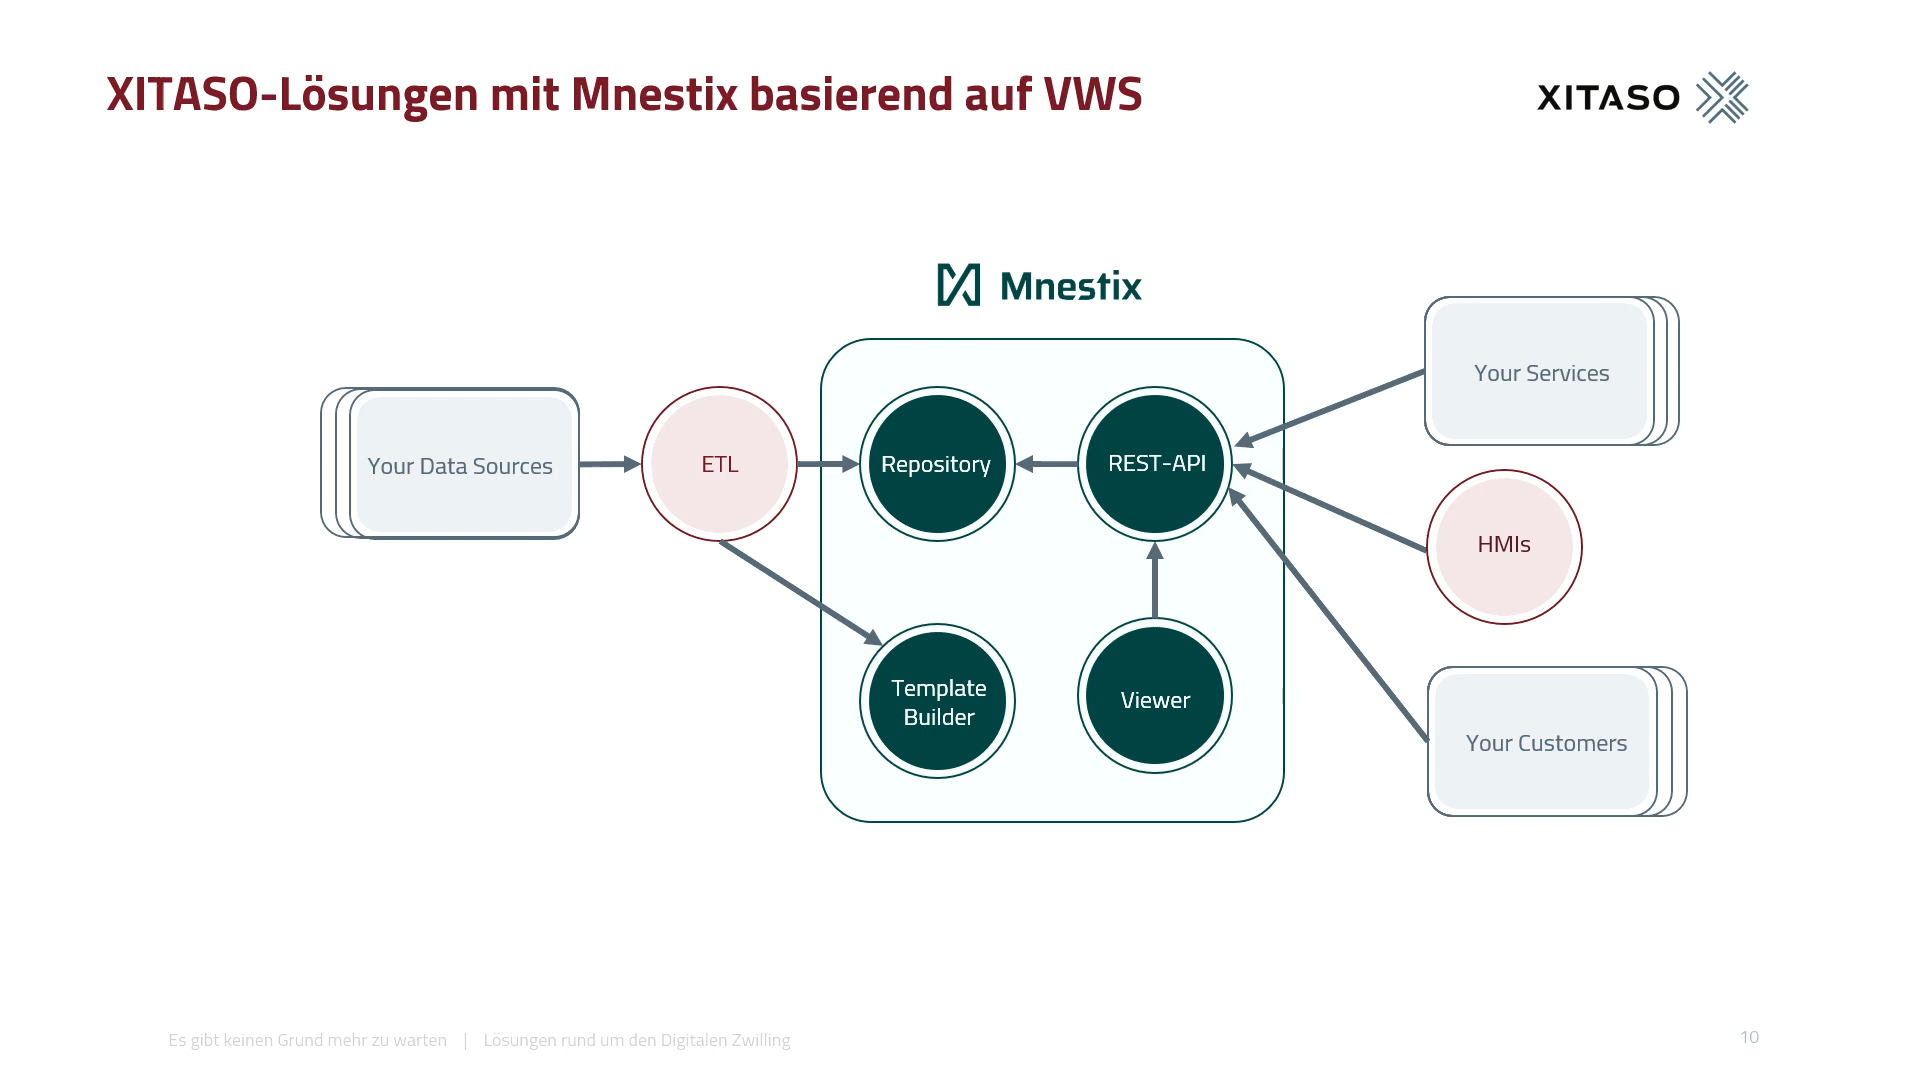 XITASO-Lösungen mit Mnestix basierend auf VWS
XITASO
Mnestix
Your Data Sources
ETL
Repository
REST-API
Template
Builder
Viewer
Your Services
HMIs
Your Customers
Es gibt keinen Grund mehr zu warten | Lösungen rund um den Digitalen Zwilling
10